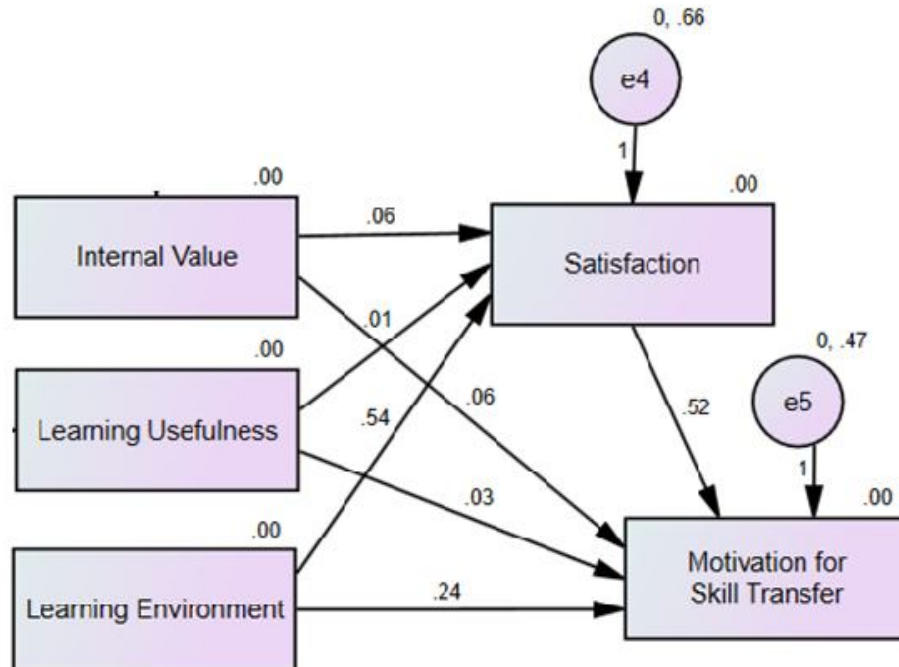 0, .66
e4
1
.00
.00
Internal Value
.06
Satisfaction
.01
.00
0, .47
e5
Learning Usefulness
.54
.06
.52
1
.03
.00
.00
Learning Environment
.24
Motivation for
Skill Transfer